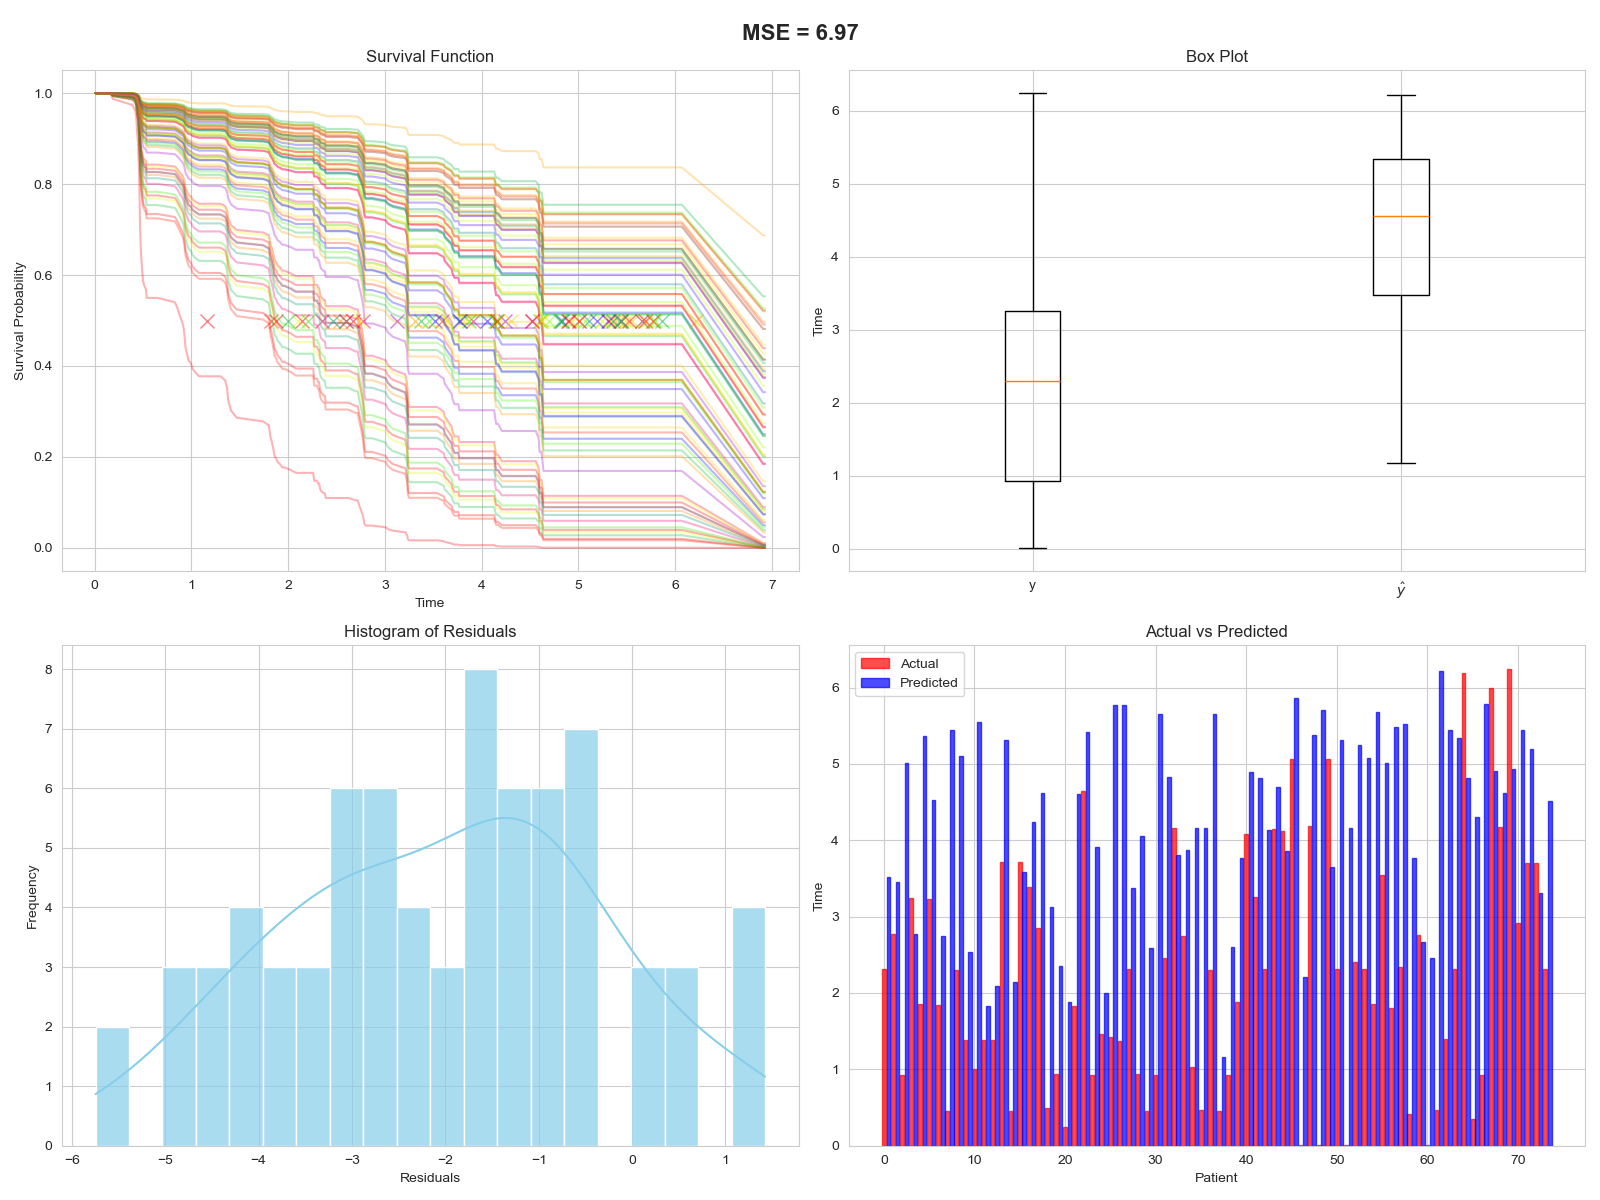 MSE = 6.97
Survival Function
Survival Probability
1.0
0.8
0.6
0.4
0.2
0.0
0 1 2 3 4 5 6 7
Time
Box Plot
Time
6
5
4
3
2
1
0
y ŷ
Histogram of Residuals
Frequency
8
7
6
5
4
3
2
1
0
−6 −5 −4 −3 −2 −1 0 1
Residuals
Actual vs Predicted
Actual
Predicted
Time
6
5
4
3
2
1
0
0 10 20 30 40 50 60 70
Patient